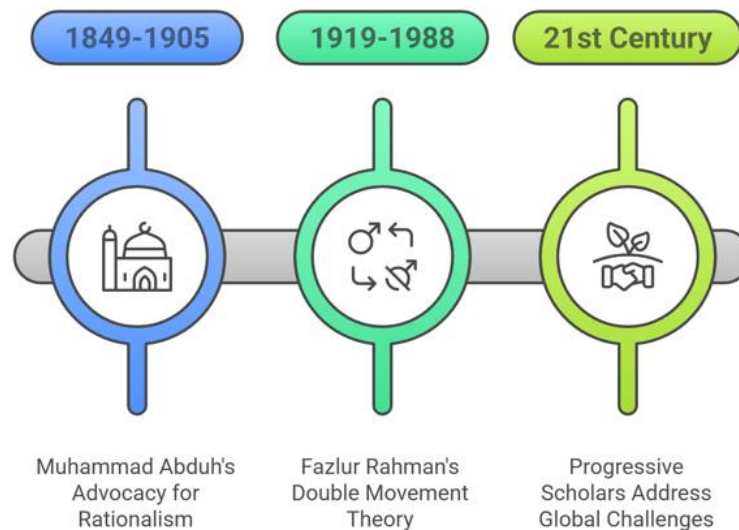 1849-1905
1919-1988
21st Century
Muhammad Abduh's
Advocacy for
Rationalism
Fazlur Rahman's
Double Movement
Theory
Progressive
Scholars Address
Global Challenges